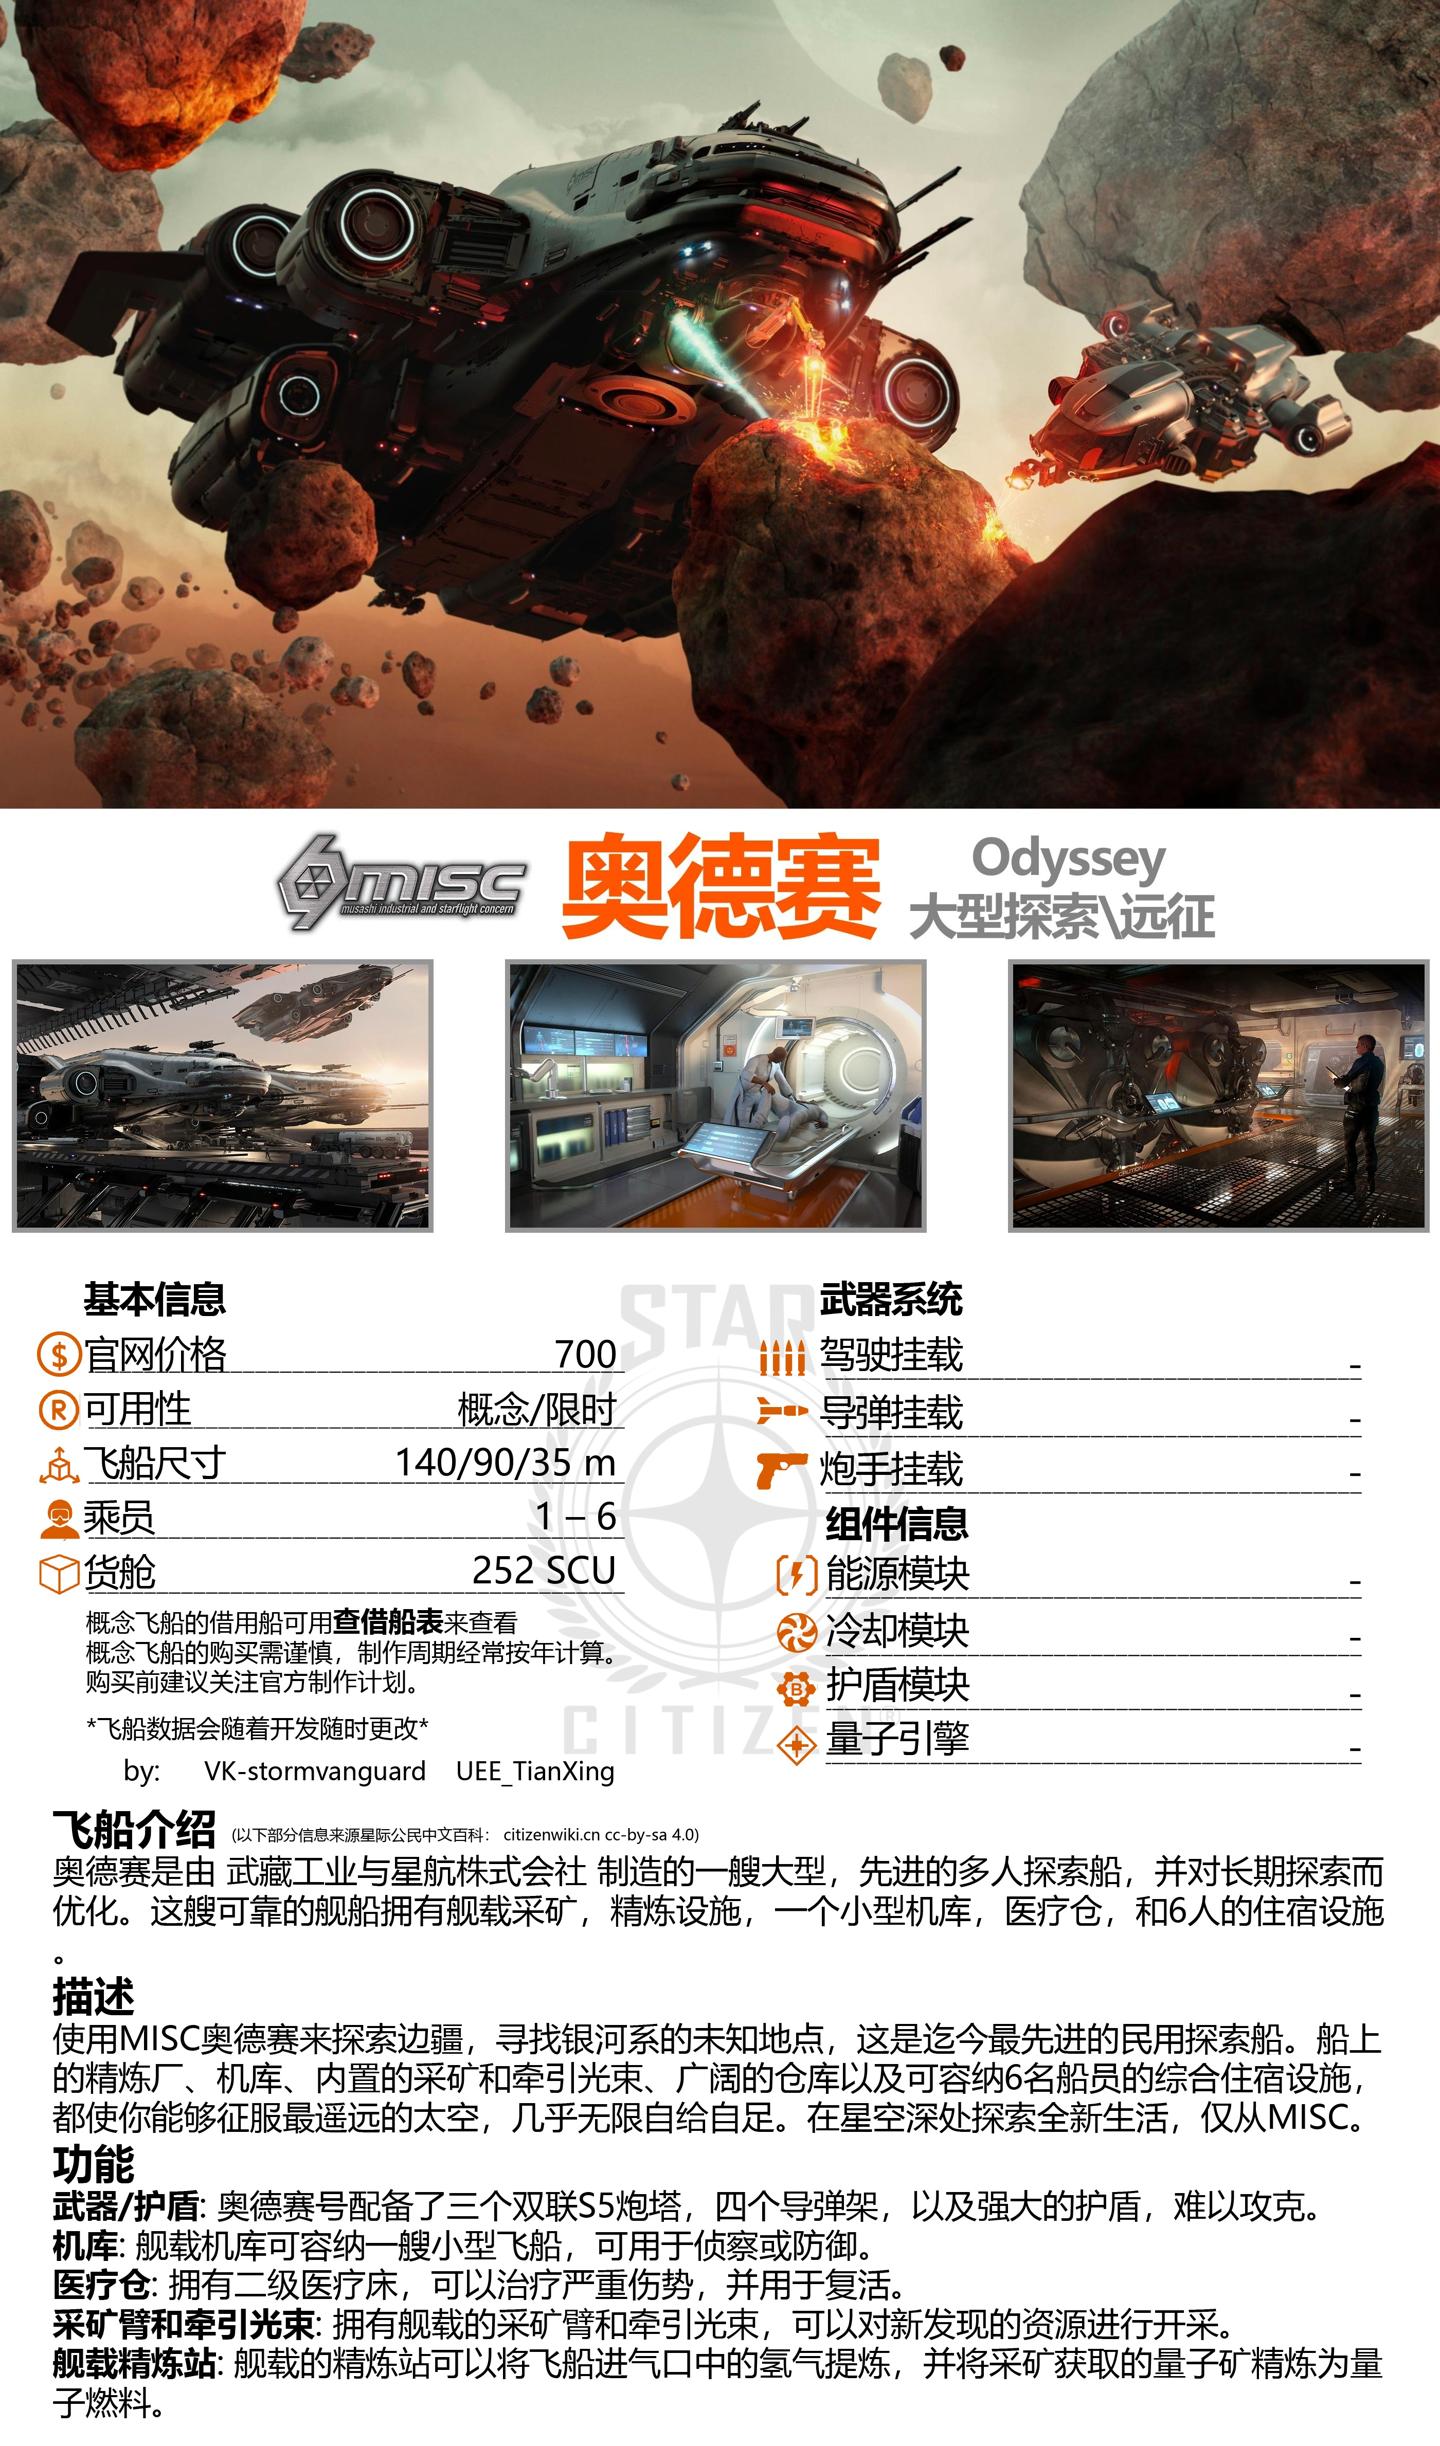 misc
musashi industrial and starflight concern
奥德赛
Odyssey
大型探索\远征
基本信息
官网价格 700
可用性 概念/限时
飞船尺寸 140/90/35 m
乘员 1 – 6
货舱 252 SCU
概念飞船的借用船可用查借船表来查看
概念飞船的购买需谨慎，制作周期经常按年计算。
购买前建议关注官方制作计划。
*飞船数据会随着开发随时更改*
by: VK-stormvanguard UEE_TianXing
STAR
CITIZEN
武器系统
驾驶挂载 -
导弹挂载 -
炮手挂载 -
组件信息
能源模块 -
冷却模块 -
护盾模块 -
量子引擎 -
飞船介绍 (以下部分信息来源星际公民中文百科： citizenwiki.cn cc-by-sa 4.0)
奥德赛是由 武藏工业与星航株式会社 制造的一艘大型，先进的多人探索船，并对长期探索而
优化。这艘可靠的舰船拥有舰载采矿，精炼设施，一个小型机库，医疗仓，和6人的住宿设施
。
描述
使用MISC奥德赛来探索边疆，寻找银河系的未知地点，这是迄今最先进的民用探索船。船上
的精炼厂、机库、内置的采矿和牵引光束、广阔的仓库以及可容纳6名船员的综合住宿设施，
都使你能够征服最遥远的太空，几乎无限自给自足。在星空深处探索全新生活，仅从MISC。
功能
武器/护盾: 奥德赛号配备了三个双联S5炮塔，四个导弹架，以及强大的护盾，难以攻克。
机库: 舰载机库可容纳一艘小型飞船，可用于侦察或防御。
医疗仓: 拥有二级医疗床，可以治疗严重伤势，并用于复活。
采矿臂和牵引光束: 拥有舰载的采矿臂和牵引光束，可以对新发现的资源进行开采。
舰载精炼站: 舰载的精炼站可以将飞船进气口中的氢气提炼，并将采矿获取的量子矿精炼为量
子燃料。